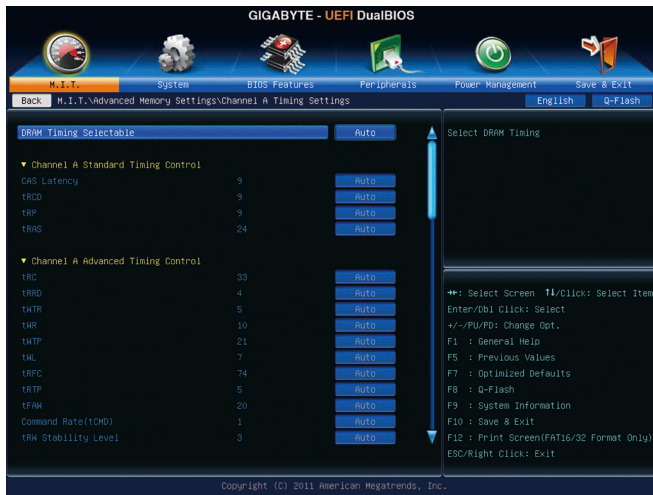 GIGABYTE - UEFI DualBIOS
M.I.T. System BIOS Features Peripherals Power Management Save & Exit
Back M.I.T.\Advanced Memory Settings\Channel A Timing Settings English Q-Flash
DRAM Timing Selectable Auto
▼ Channel A Standard Timing Control
CAS Latency 9 Auto
tRCD 9 Auto
tRP 9 Auto
tRAS 24 Auto
▼ Channel A Advanced Timing Control
tRC 33 Auto
tRRD 4 Auto
tWTR 5 Auto
tWR 10 Auto
tWTP 21 Auto
tWL 7 Auto
tRFC 74 Auto
tRTP 5 Auto
tFAW 20 Auto
Command Rate(tCMD) 1 Auto
tRW Stability Level 3 Auto
Select DRAM Timing
→←: Select Screen ↑↓/Click: Select Item
Enter/Dbl Click: Select
+/-/PU/PD: Change Opt.
F1 : General Help
F5 : Previous Values
F7 : Optimized Defaults
F8 : Q-Flash
F9 : System Information
F10 : Save & Exit
F12 : Print Screen(FAT16/32 Format Only)
ESC/Right Click: Exit
Copyright (C) 2011 American Megatrends, Inc.